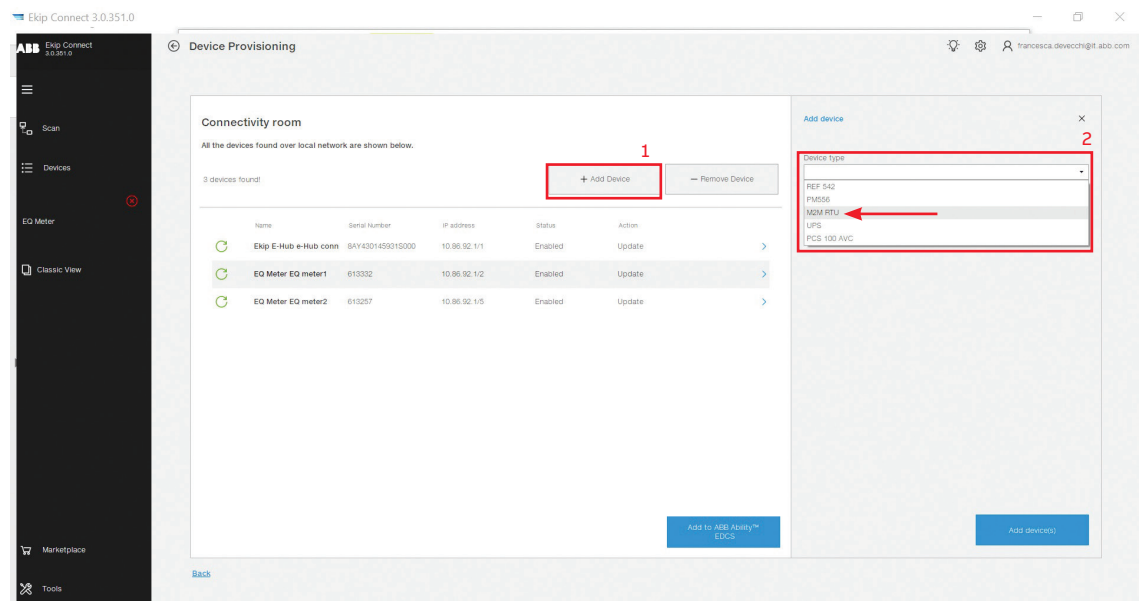 Ekip Connect 3.0.351.0
ABB Ekip Connect
3.0.351.0
Device Provisioning
francesca.devecchi@it.abb.com
Scan
Devices
EQ Meter
Classic View
Marketplace
Tools
Connectivity room
All the devices found over local network are shown below.
1
3 devices found!
+ Add Device
— Remove Device
Name Serial Number IP address Status Action
Ekip E-Hub e-Hub conn 8AY4301459315000 10.86.92.1/1 Enabled Update
EQ Meter EQ meter1 613332 10.86.92.1/2 Enabled Update
EQ Meter EQ meter2 613257 10.86.92.1/5 Enabled Update
Add to ABB Ability™
EDCS
Back
Add device
2
Device type
REF 542
PM556
M2M RTU
UPS
PCS 100 AVC
Add device(s)